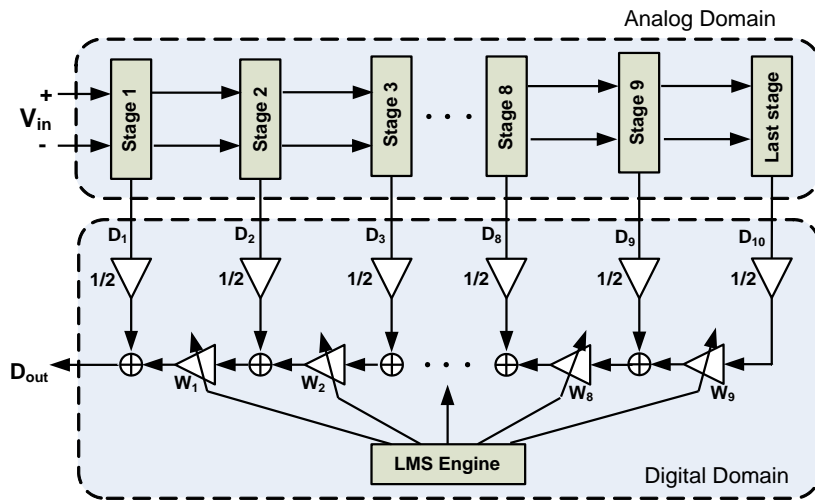 Analog Domain
Stage 1
Stage 2
Stage 3
. . .
Stage 8
Stage 9
Last stage
+
V_in
-
D_1
D_2
D_3
D_8
D_9
D_10
1/2
1/2
1/2
1/2
1/2
1/2
D_out
W_1
W_2
. . .
W_8
W_9
LMS Engine
Digital Domain